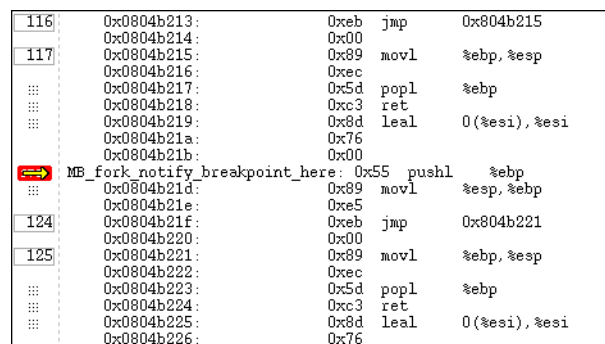 116 0x0804b213: 0xeb jmp 0x804b215
0x0804b214: 0x00
117 0x0804b215: 0x89 movl %ebp,%esp
0x0804b216: 0xec
0x0804b217: 0x5d popl %ebp
0x0804b218: 0xc3 ret
0x0804b219: 0x8d leal 0(%esi),%esi
0x0804b21a: 0x76
0x0804b21b: 0x00
MB_fork_notify_breakpoint_here: 0x55 pushl %ebp
0x0804b21d: 0x89 movl %esp,%ebp
0x0804b21e: 0xe5
124 0x0804b21f: 0xeb jmp 0x804b221
0x0804b220: 0x00
125 0x0804b221: 0x89 movl %ebp,%esp
0x0804b222: 0xec
0x0804b223: 0x5d popl %ebp
0x0804b224: 0xc3 ret
0x0804b225: 0x8d leal 0(%esi),%esi
0x0804b226: 0x76